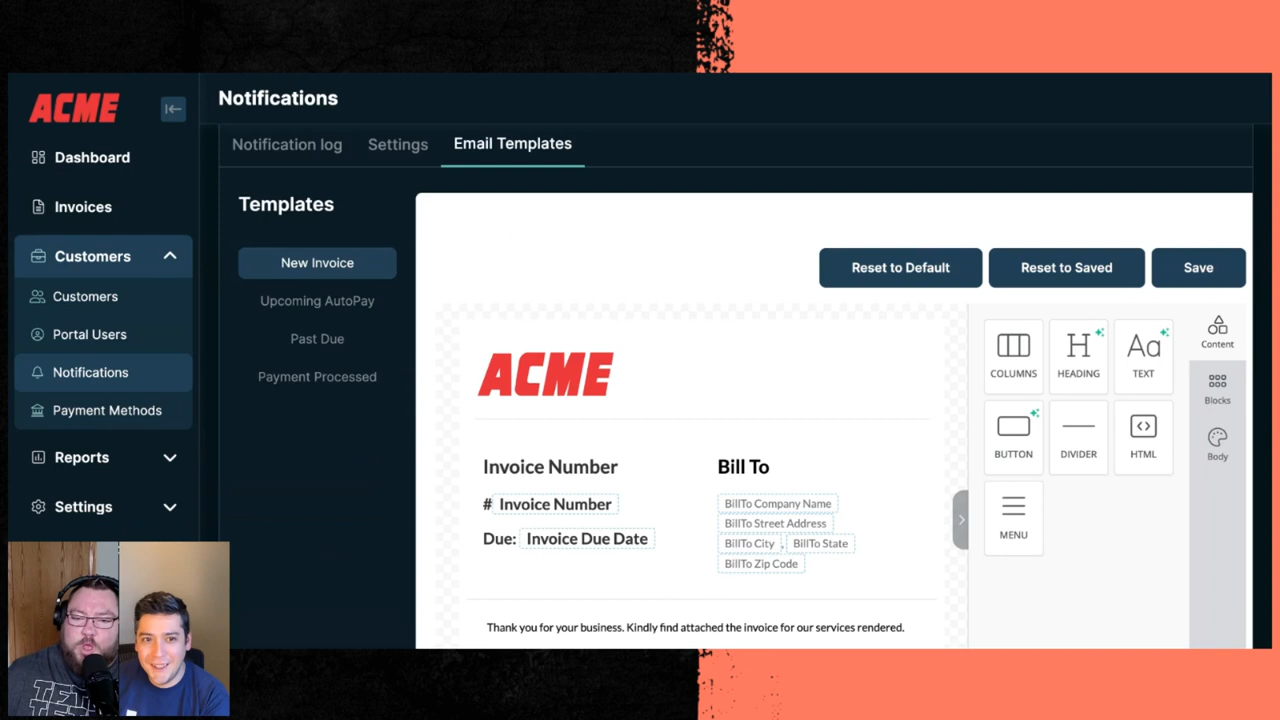 ACME
Dashboard
Invoices
Customers
Customers
Portal Users
Notifications
Payment Methods
Reports
Settings
Notifications
Notification log Settings Email Templates
Templates
New Invoice
Upcoming AutoPay
Past Due
Payment Processed
Reset to Default Reset to Saved Save
ACME
Invoice Number
# Invoice Number
Due: Invoice Due Date
Bill To
BillTo Company Name
BillTo Street Address
BillTo City , BillTo State
BillTo Zip Code
Thank you for your business. Kindly find attached the invoice for our services rendered.
COLUMNS
HEADING
TEXT
BUTTON
DIVIDER
HTML
MENU
Content
Blocks
Body